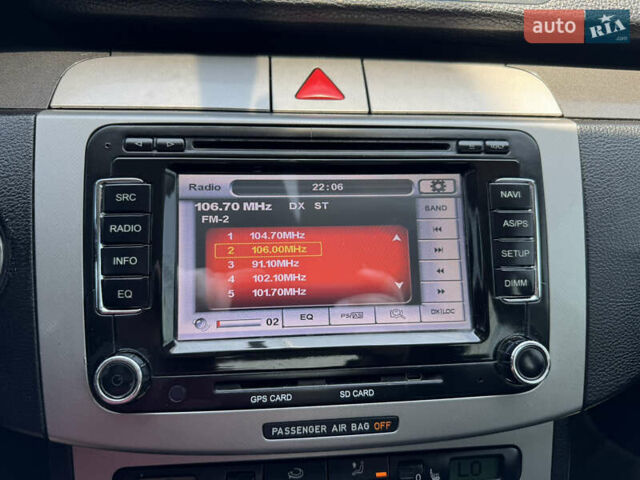 auto RIA .com
Radio 22:06
106.70 MHz DX ST
FM-2
BAND
1 104.70MHz
2 106.00MHz
3 91.10MHz
4 102.10MHz
5 101.70MHz
02 EQ DX\LOC
SRC
RADIO
INFO
EQ
NAVI
AS/PS
SETUP
DIMM
GPS CARD SD CARD
PASSENGER AIR BAG OFF
0 LO